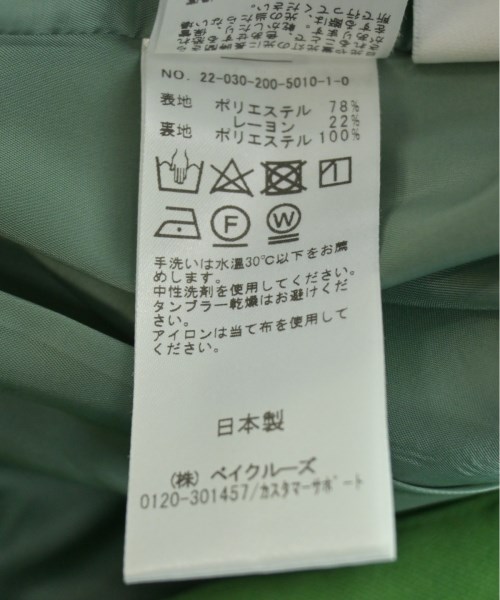 NO. 22-030-200-5010-1-0
表地 ポリエステル 78%
レーヨン 22%
裏地 ポリエステル 100%
F
W
手洗いは水温30℃以下をお薦
めします。
中性洗剤を使用してください。
タンブラー乾燥はお避けくだ
さい。
アイロンは当て布を使用して
ください。
日本製
(株) ベイクルーズ
0120-301457/カスタマーサポート